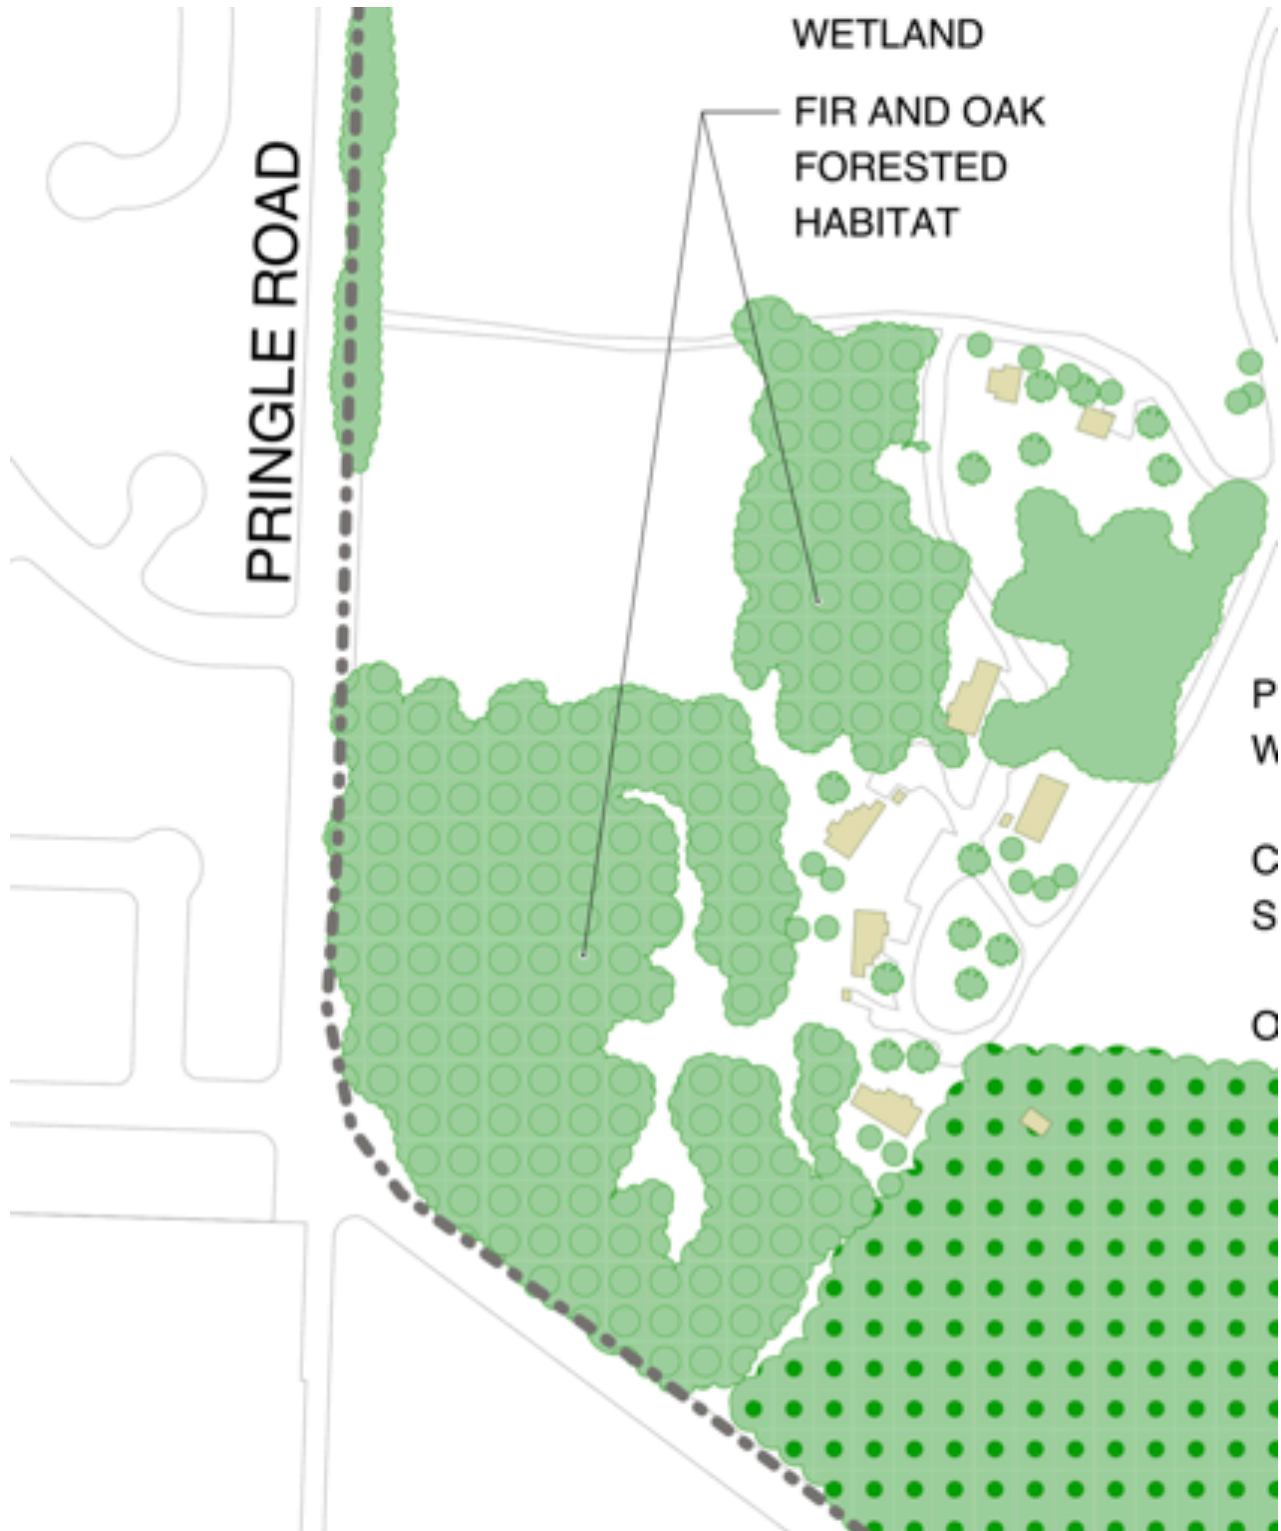 WETLAND
FIR AND OAK
FORESTED
HABITAT
PRINGLE ROAD
P
W
C
S
O